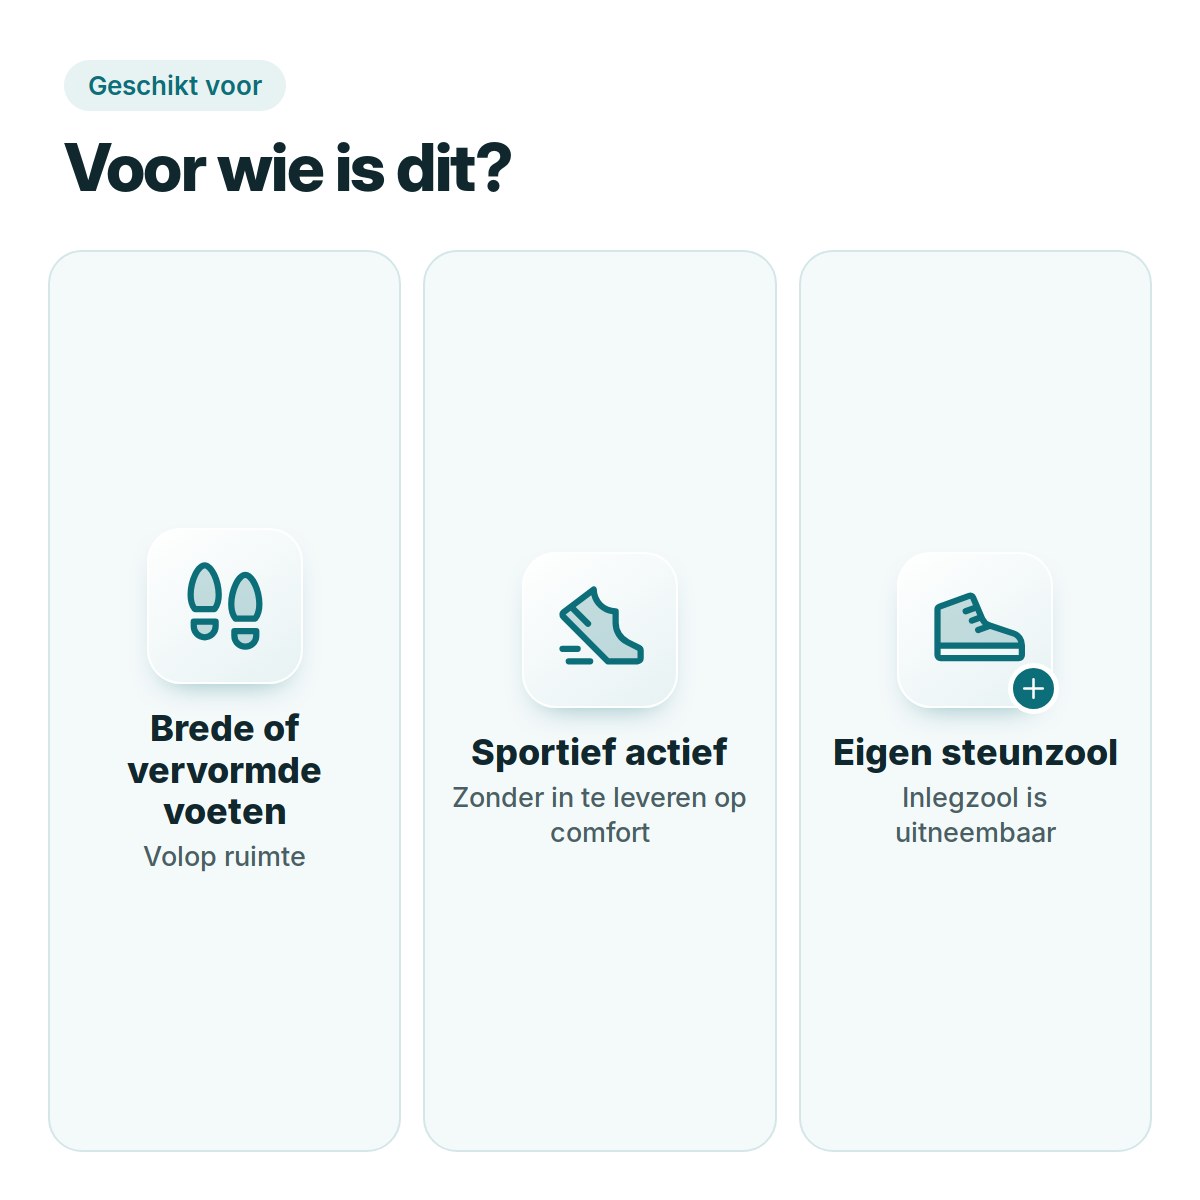 Geschikt voor
Voor wie is dit?
Brede of
vervormde
voeten
Volop ruimte
Sportief actief
Zonder in te leveren op
comfort
Eigen steunzool
Inlegzool is
uitneembaar